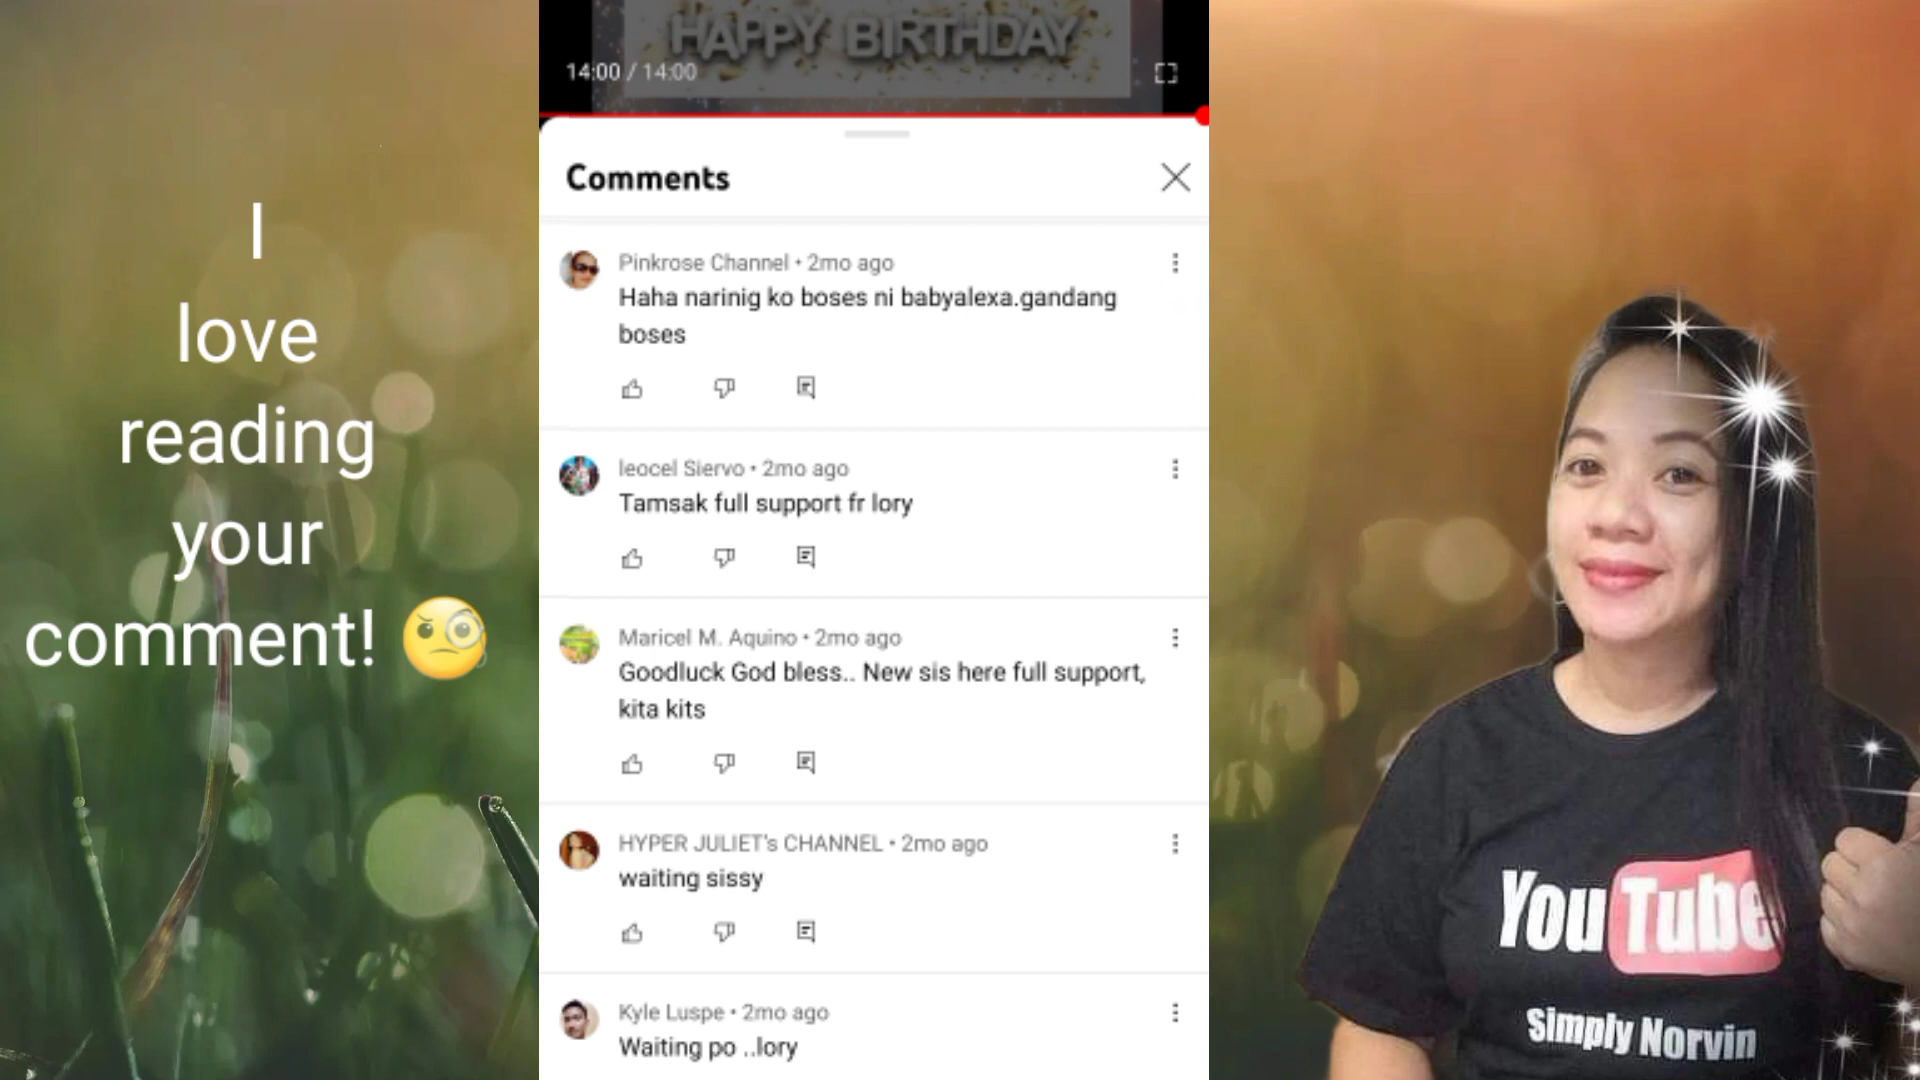 I
love
reading
your
comment!
HAPPY BIRTHDAY
14:00 / 14:00
Comments
Pinkrose Channel • 2mo ago
Haha narinig ko boses ni babyalexa.gandang
boses
leocel Siervo • 2mo ago
Tamsak full support fr lory
Maricel M. Aquino • 2mo ago
Goodluck God bless.. New sis here full support,
kita kits
HYPER JULIET's CHANNEL • 2mo ago
waiting sissy
Kyle Luspe • 2mo ago
Waiting po ..lory
YouTube
Simply Norvin